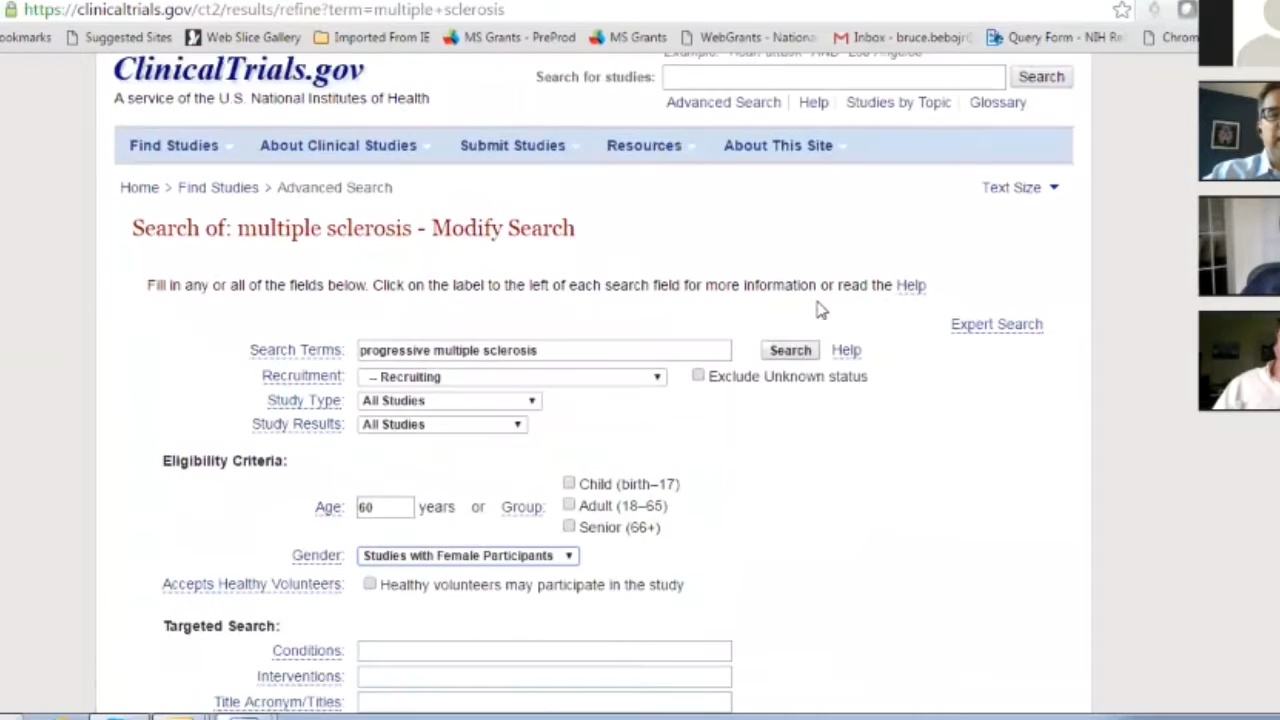 https://clinicaltrials.gov/ct2/results/refine?term=multiple+sclerosis
ookmarks Suggested Sites Web Slice Gallery Imported From IE MS Grants - PreProd MS Grants WebGrants - Nationa Inbox - bruce.bebojr Query Form - NIH Re Chrom
ClinicalTrials.gov
A service of the U.S. National Institutes of Health
Search for studies: Search
Advanced Search Help Studies by Topic Glossary
Find Studies About Clinical Studies Submit Studies Resources About This Site
Home > Find Studies > Advanced Search Text Size
Search of: multiple sclerosis - Modify Search
Fill in any or all of the fields below. Click on the label to the left of each search field for more information or read the Help
Expert Search
Search Terms: progressive multiple sclerosis Search Help
Recruitment: -- Recruiting Exclude Unknown status
Study Type: All Studies
Study Results: All Studies
Eligibility Criteria:
Child (birth–17)
Age: 60 years or Group: Adult (18–65)
Senior (66+)
Gender: Studies with Female Participants
Accepts Healthy Volunteers: Healthy volunteers may participate in the study
Targeted Search:
Conditions:
Interventions:
Title Acronym/Titles: